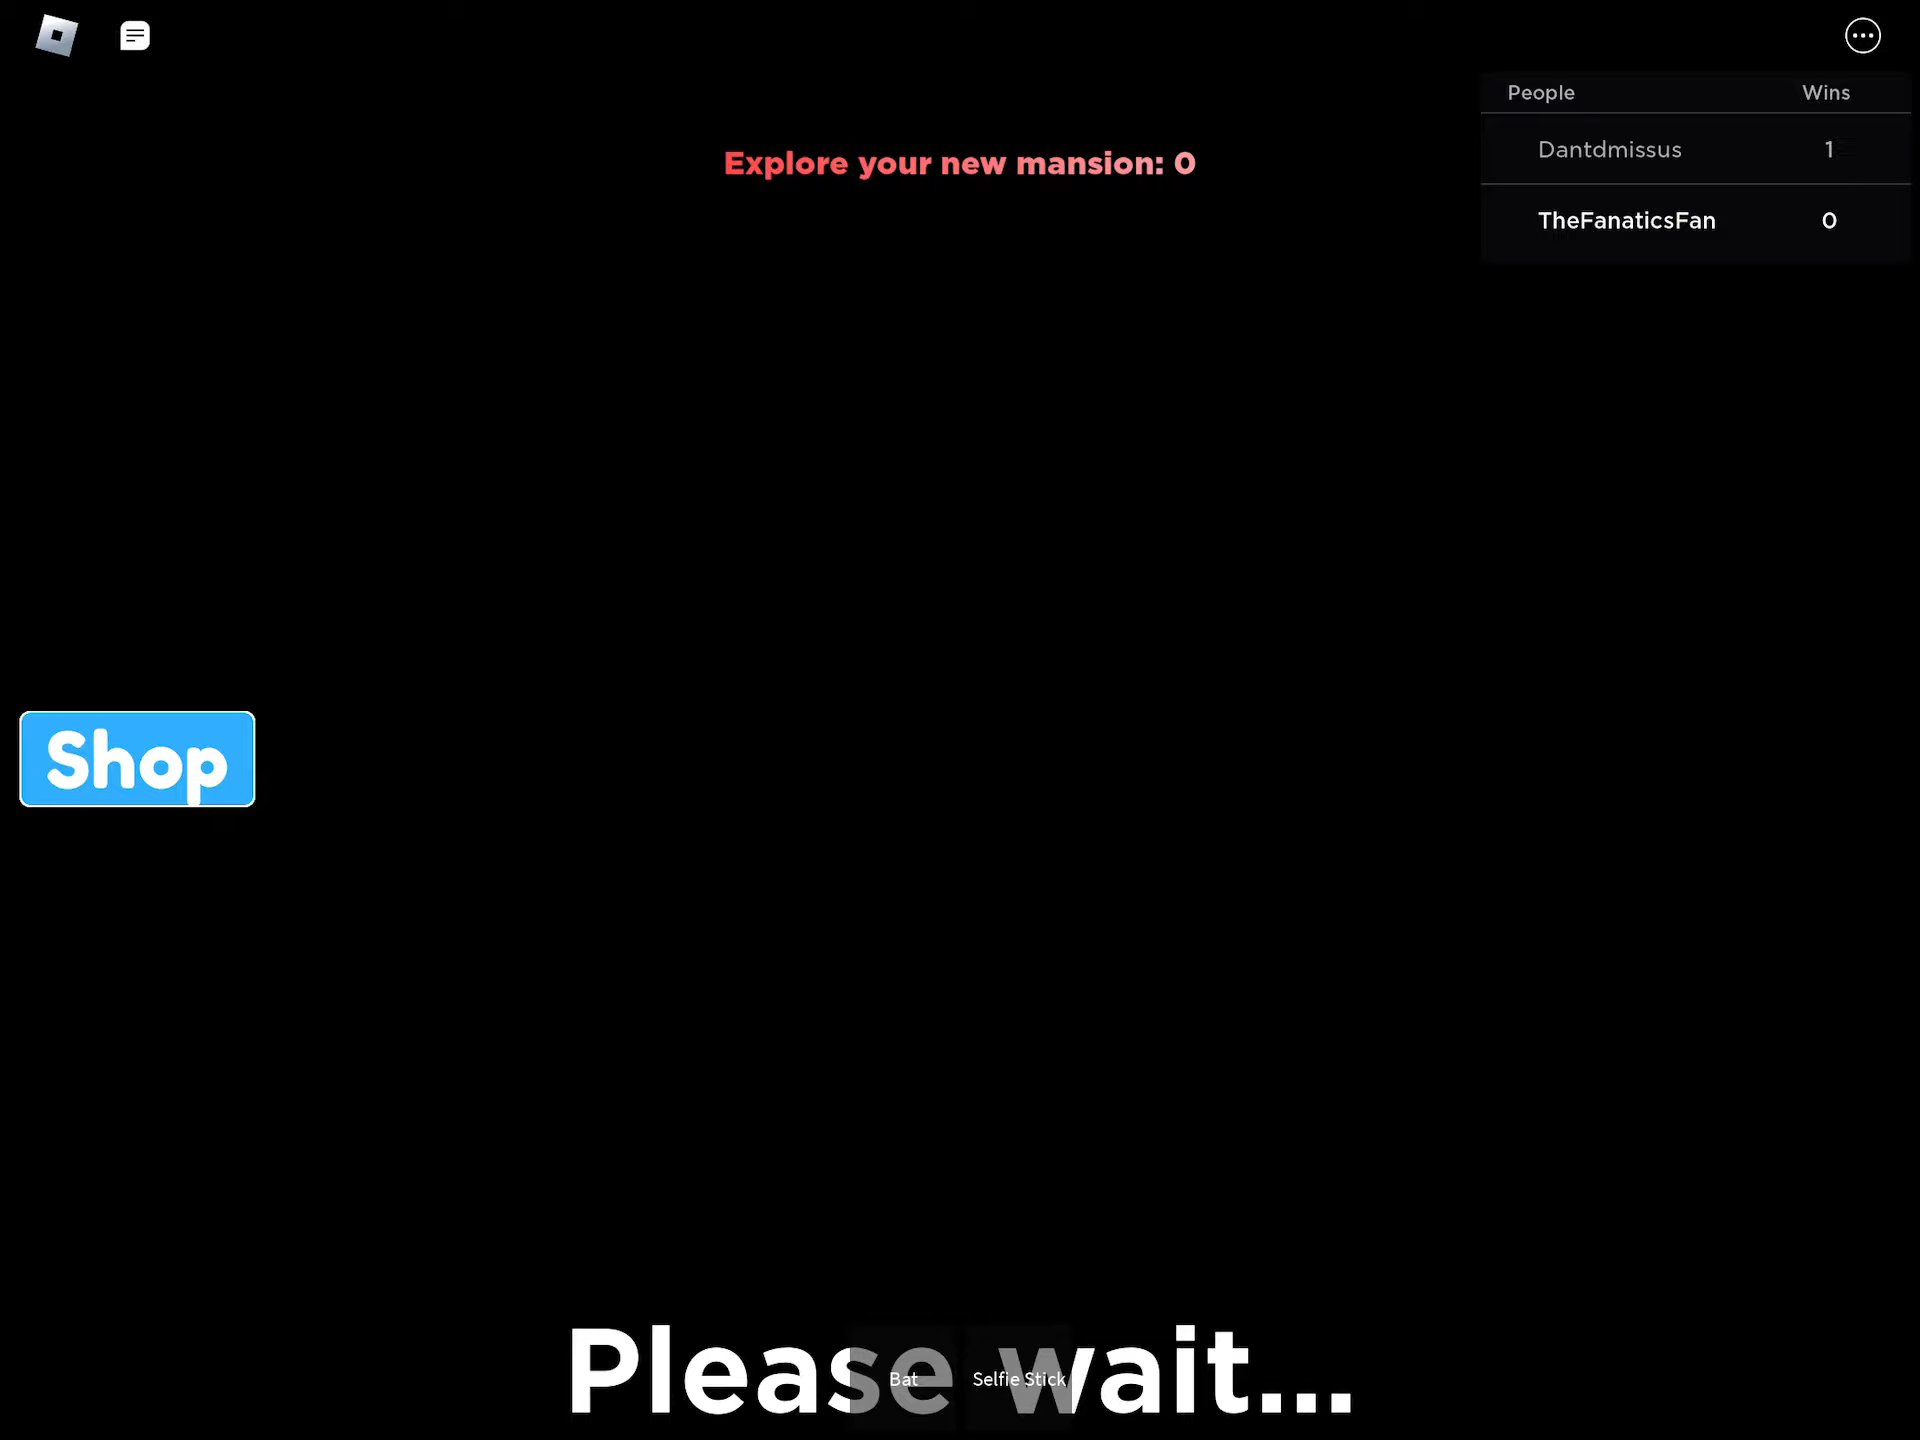 People Wins
Explore your new mansion: 0
Dantdmissus 1
TheFanaticsFan 0
Shop
Please wait...
Bat Selfie Stick